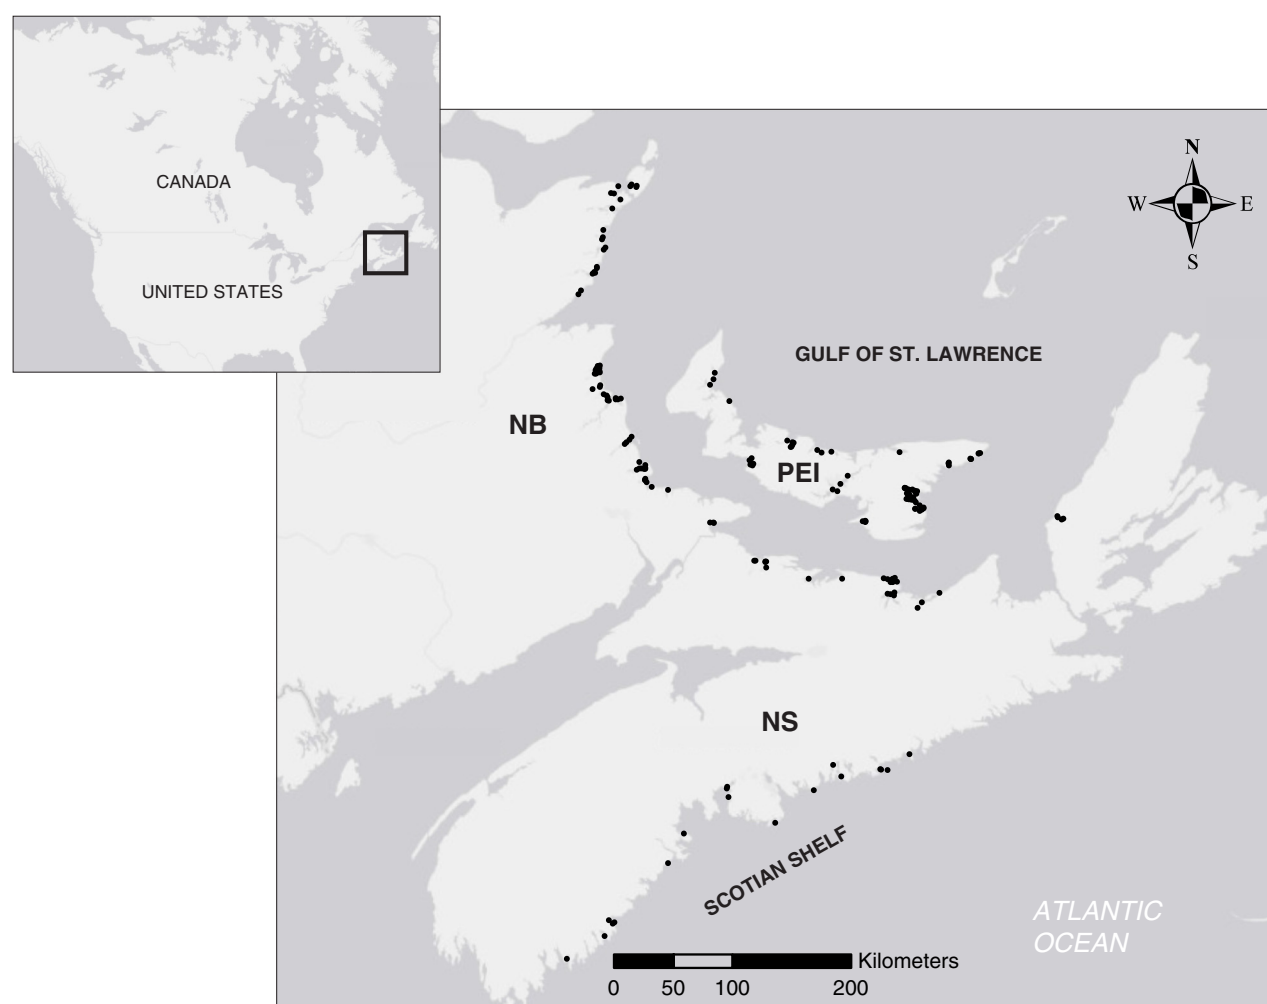 CANADA
UNITED STATES
N
W
E
S
GULF OF ST. LAWRENCE
NB
PEI
NS
SCOTIAN SHELF
ATLANTIC
OCEAN
Kilometers
0 50 100 200